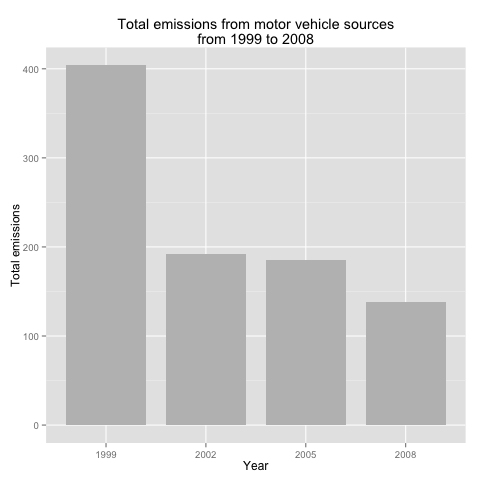 Total emissions from motor vehicle sources
from 1999 to 2008
400
300
200
100
0
Total emissions
1999 2002 2005 2008
Year